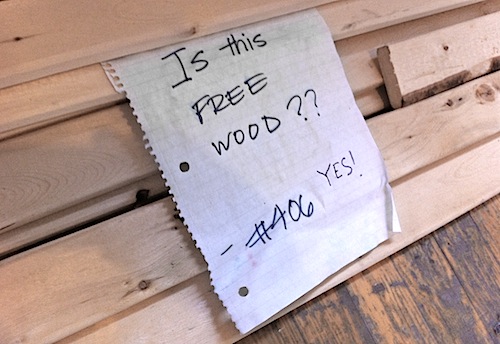 Is this
FREE
WOOD??
YES!
- #406